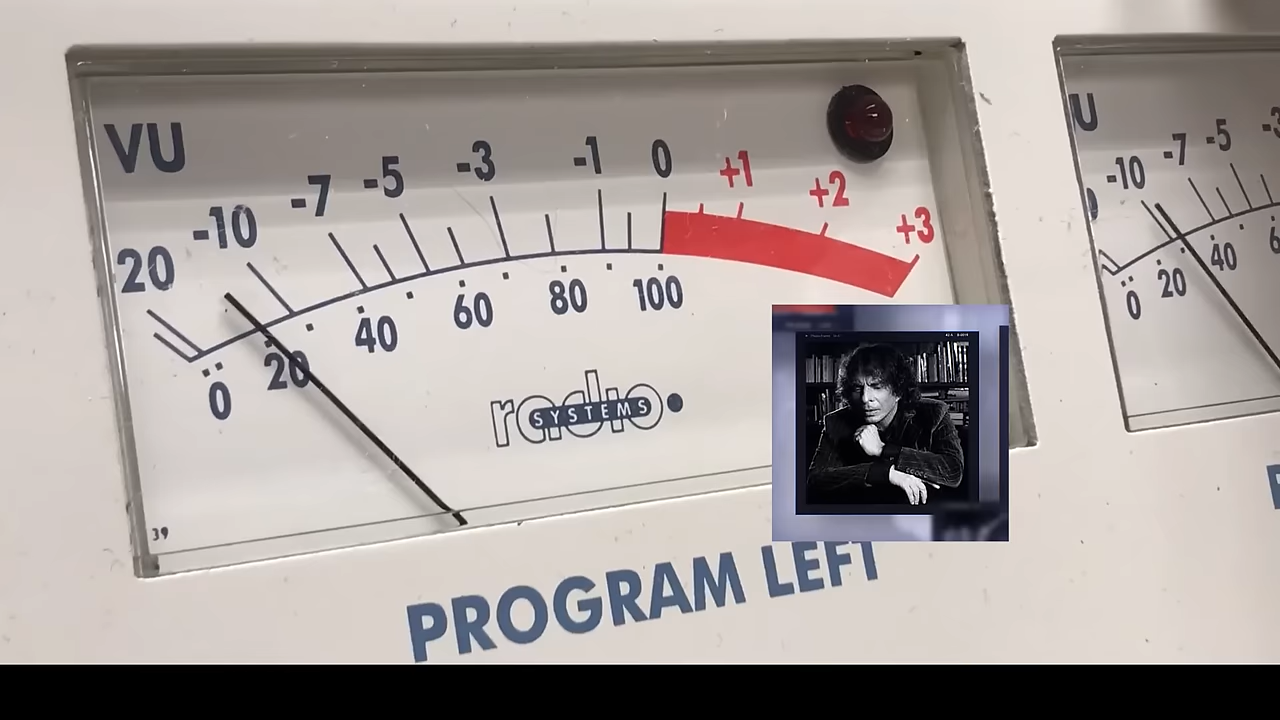 VU
20 -10 -7 -5 -3 -1 0 +1 +2 +3
0 20 40 60 80 100
radio
SYSTEMS
39
PROGRAM LEFT
U
-10 -7 -5
0 20 40